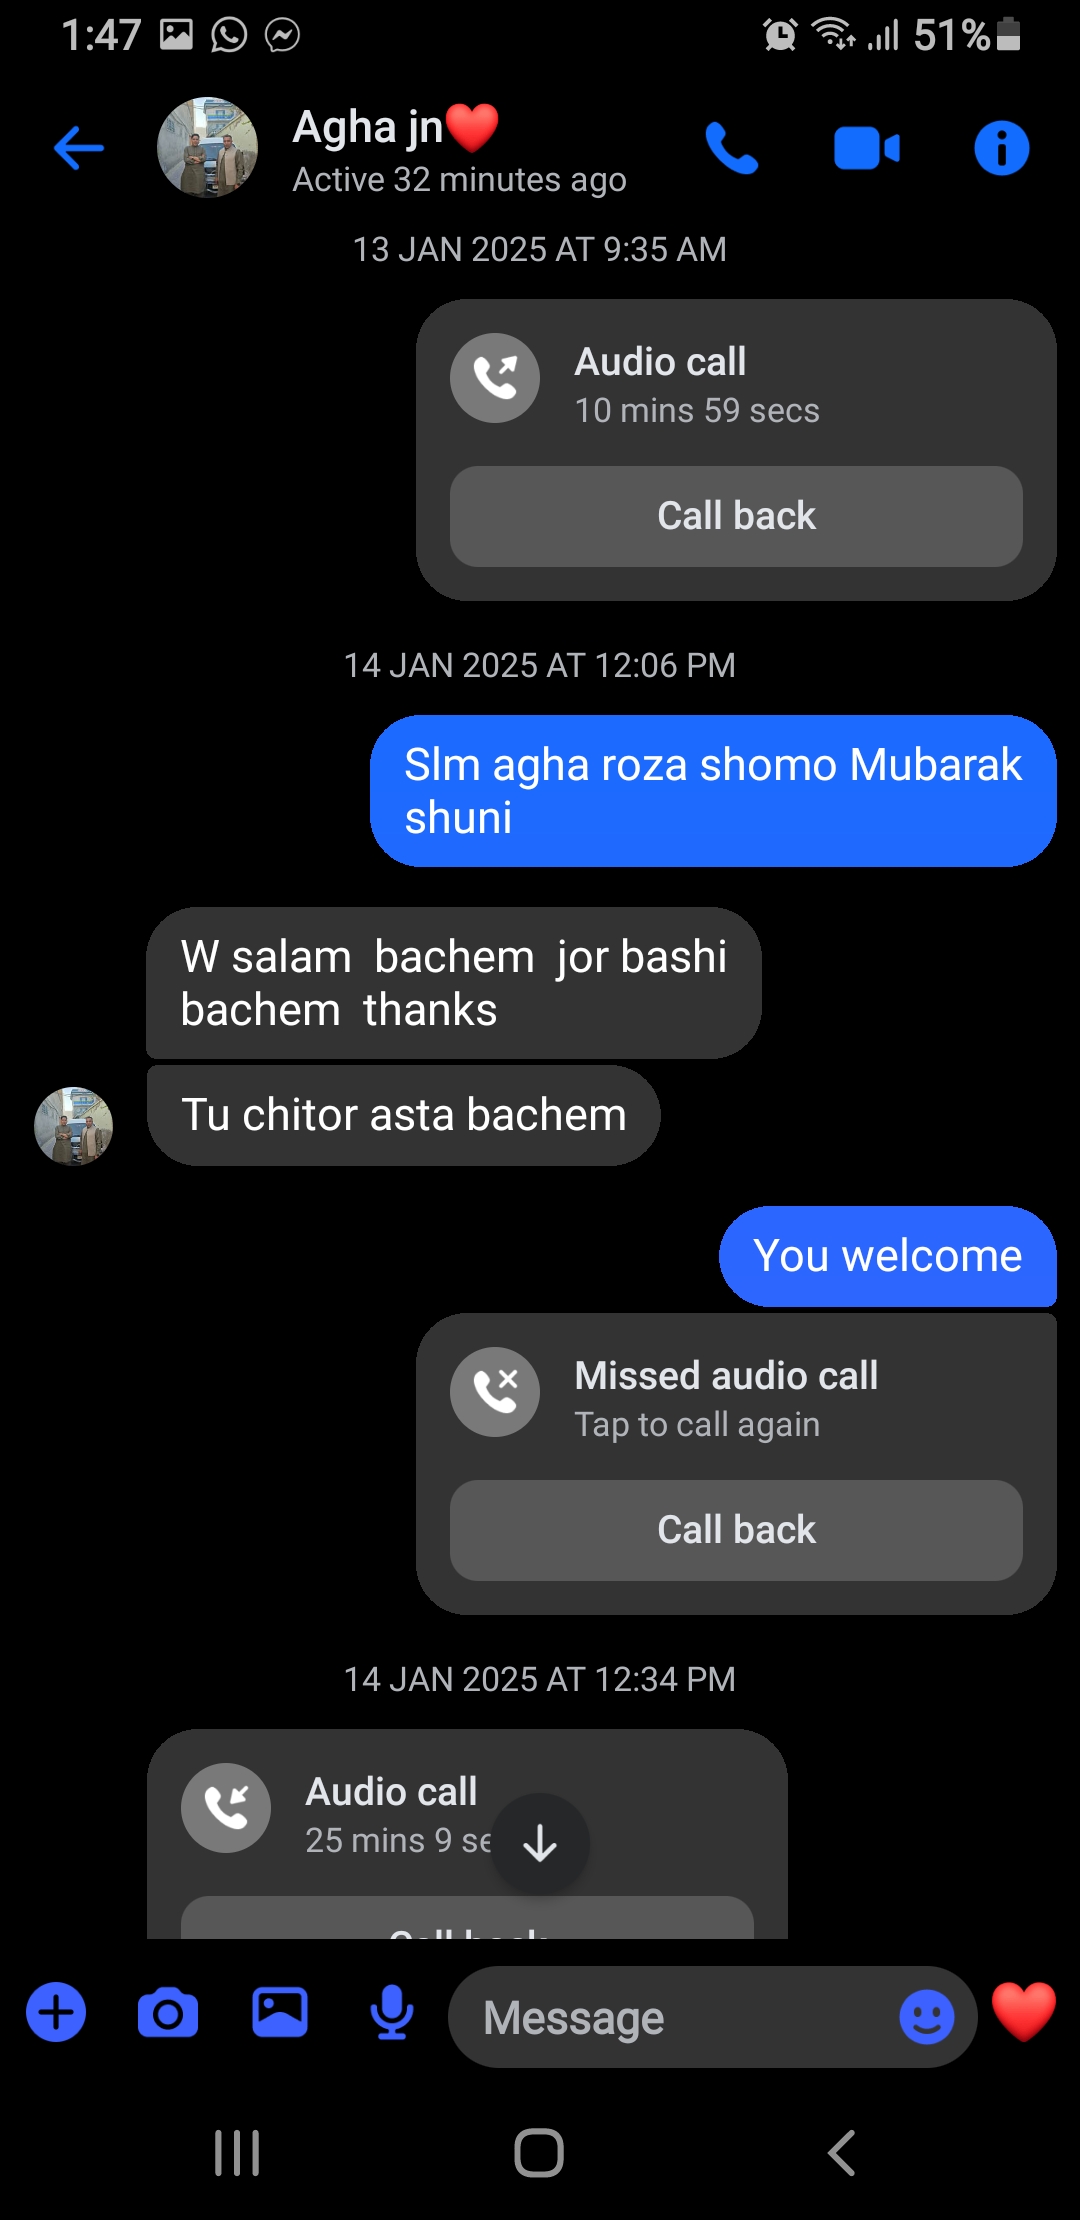 1:47
51%
Agha jn❤️
Active 32 minutes ago
13 JAN 2025 AT 9:35 AM
Audio call
10 mins 59 secs
Call back
14 JAN 2025 AT 12:06 PM
Slm agha roza shomo Mubarak
shuni
W salam  bachem  jor bashi
bachem  thanks
Tu chitor asta bachem
You welcome
Missed audio call
Tap to call again
Call back
14 JAN 2025 AT 12:34 PM
Audio call
25 mins 9
Message